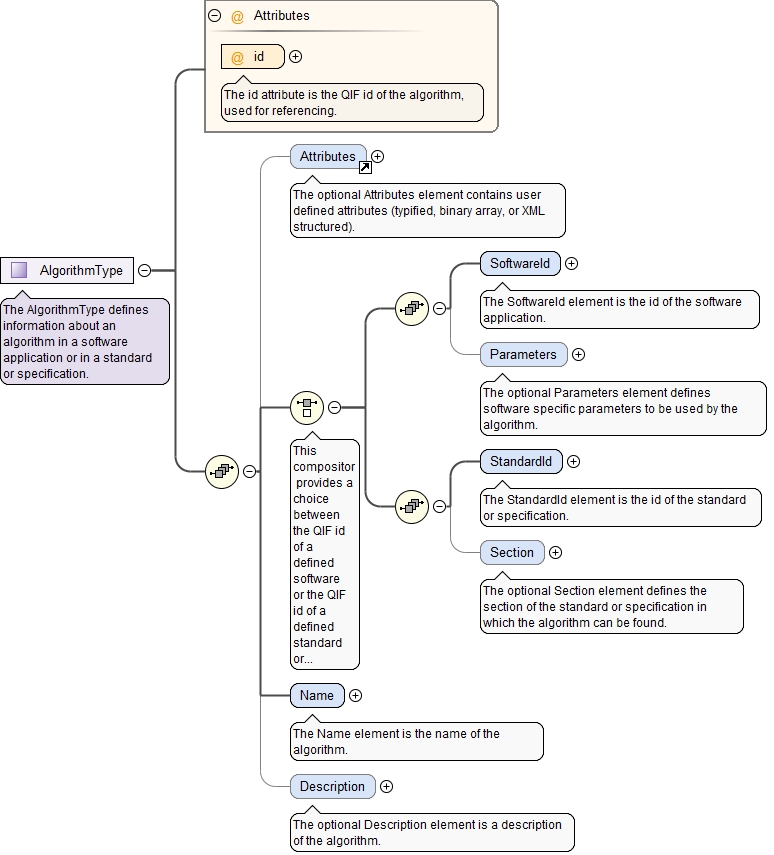 @ Attributes
@ id
The id attribute is the QIF id of the algorithm,
used for referencing.
Attributes
The optional Attributes element contains user
defined attributes (typified, binary array, or XML
structured).
AlgorithmType
The AlgorithmType defines
information about an
algorithm in a software
application or in a standard
or specification.
SoftwareId
The SoftwareId element is the id of the software
application.
Parameters
The optional Parameters element defines
software specific parameters to be used by the
algorithm.
This
compositor
provides a
choice
between
the QIF id
of a
defined
software
or the QIF
id of a
defined
standard
or...
StandardId
The StandardId element is the id of the standard
or specification.
Section
The optional Section element defines the
section of the standard or specification in
which the algorithm can be found.
Name
The Name element is the name of the
algorithm.
Description
The optional Description element is a description
of the algorithm.